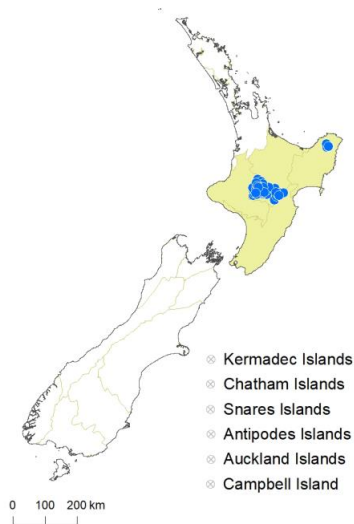 Kermadec Islands
Chatham Islands
Snares Islands
Antipodes Islands
Auckland Islands
Campbell Island
0 100 200 km